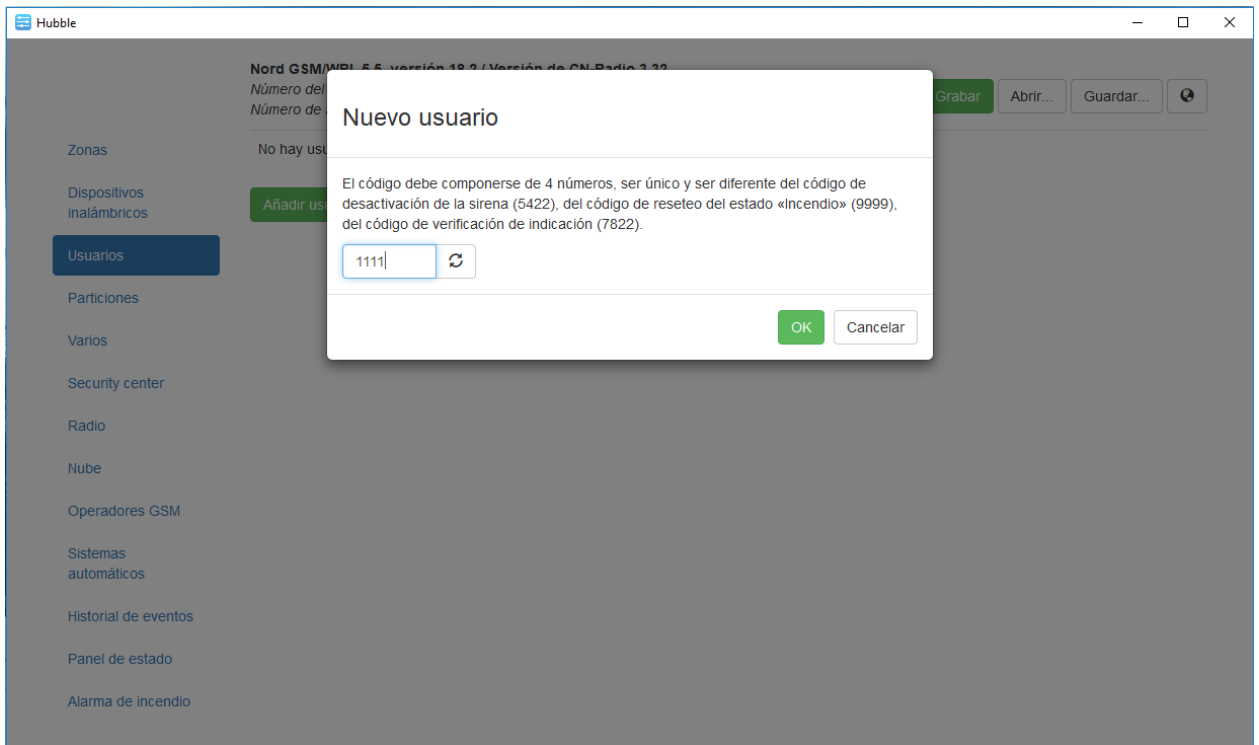 Hubble
Nord GSM/WRL 5.5, versión 18.2 / Versión de CN-Radio 3.32
Número del
Número de
Grabar
Abrir...
Guardar...
Nuevo usuario
No hay usu
Añadir us
El código debe componerse de 4 números, ser único y ser diferente del código de
desactivación de la sirena (5422), del código de reseteo del estado «Incendio» (9999),
del código de verificación de indicación (7822).
1111
OK
Cancelar
Zonas
Dispositivos
inalámbricos
Usuarios
Particiones
Varios
Security center
Radio
Nube
Operadores GSM
Sistemas
automáticos
Historial de eventos
Panel de estado
Alarma de incendio